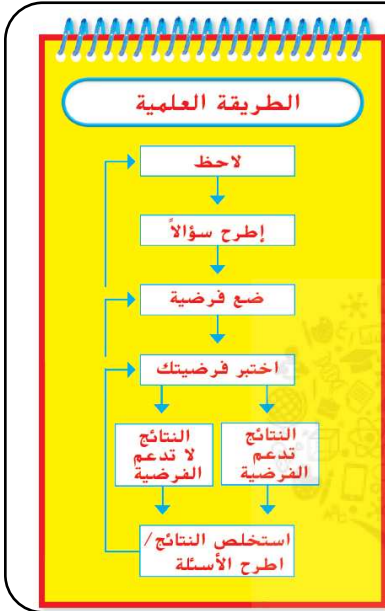 الطريقة العلمية
لاحظ
إطرح سؤالاً
ضع فرضية
اختبر فرضيتك
النتائج
تدعم
الفرضية
النتائج
لا تدعم
الفرضية
استخلص النتائج/
اطرح الأسئلة